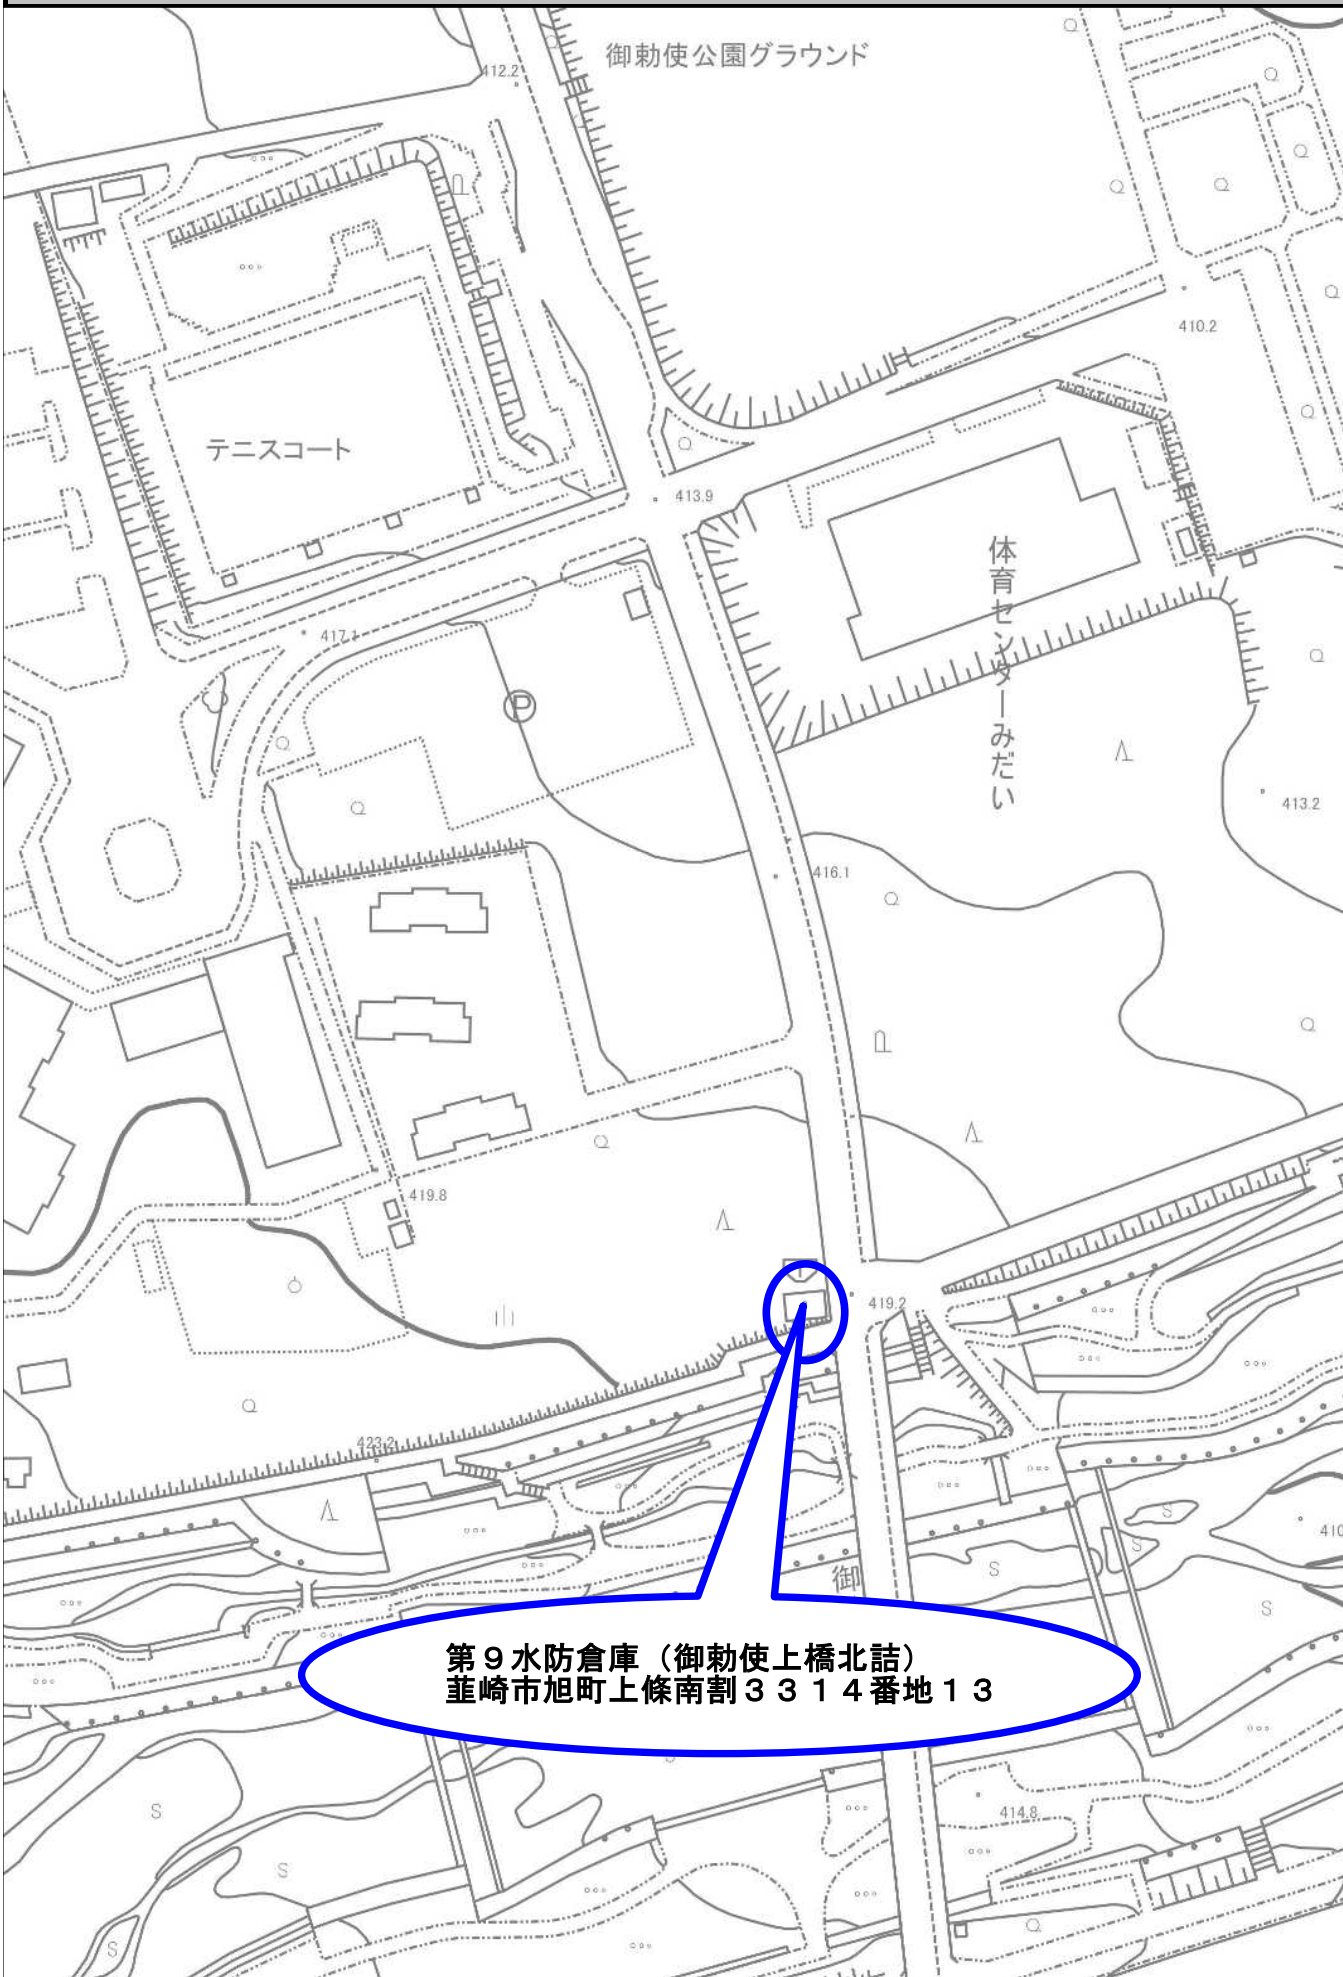 御勅使公園グラウンド
412.2
410.2
テニスコート
413.9
体育センターみだい
417.1
P
413.2
416.1
419.8
419.2
423.2
410
御
第９水防倉庫（御勅使上橋北詰）
韮崎市旭町上條南割３３１４番地１３
414.8